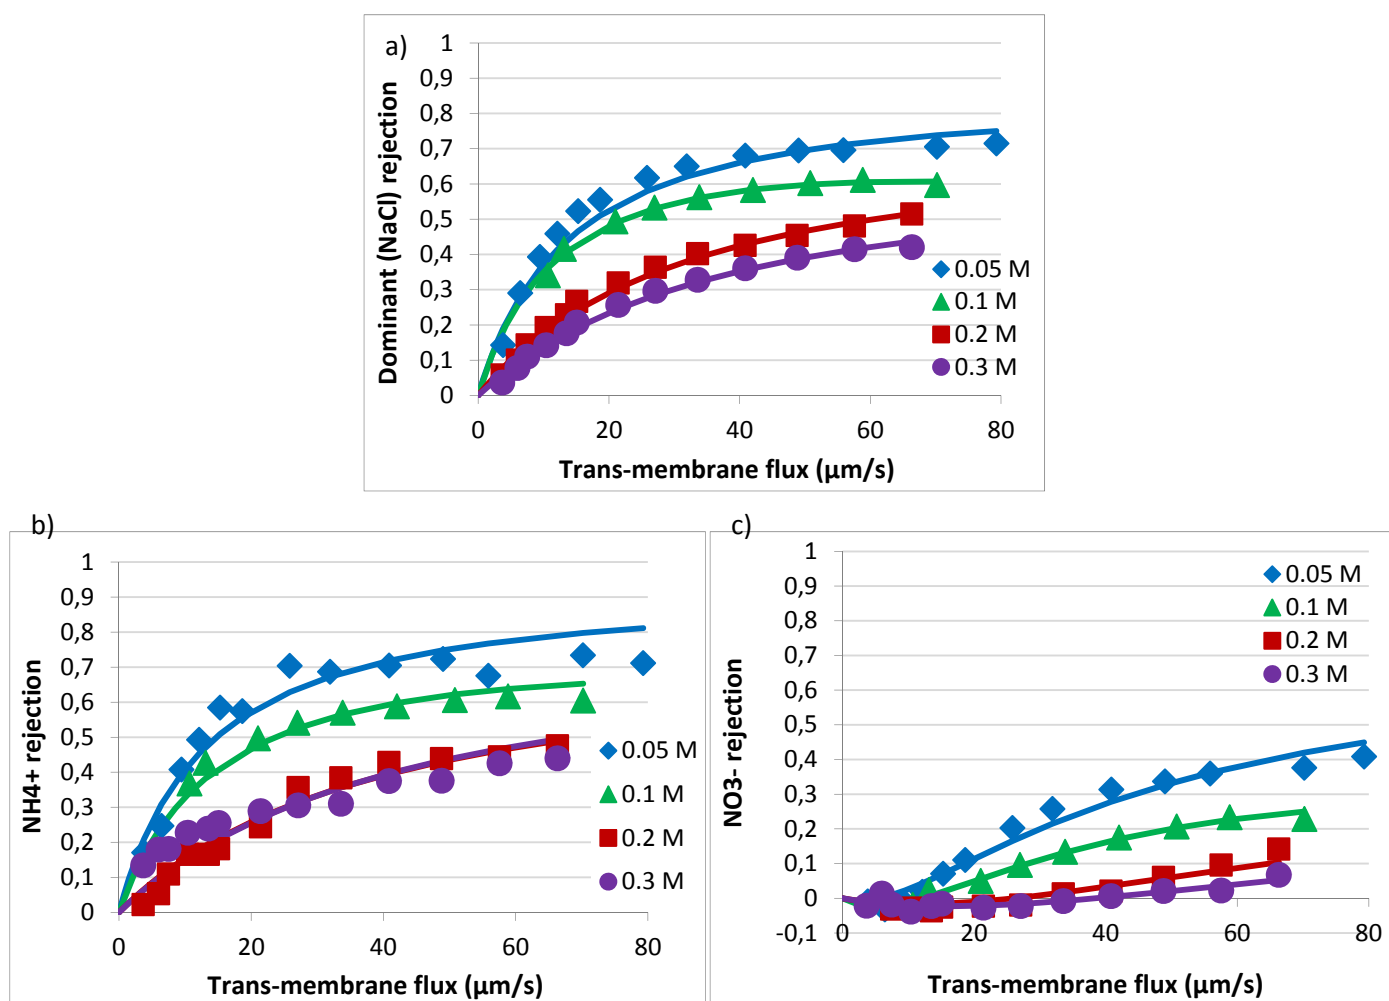 a)
Dominant (NaCl) rejection
1
0,9
0,8
0,7
0,6
0,5
0,4
0,3
0,2
0,1
0
0 20 40 60 80
Trans-membrane flux (µm/s)
0.05 M
0.1 M
0.2 M
0.3 M
b)
NH4+ rejection
1
0,9
0,8
0,7
0,6
0,5
0,4
0,3
0,2
0,1
0
0 20 40 60 80
Trans-membrane flux (µm/s)
0.05 M
0.1 M
0.2 M
0.3 M
c)
NO3- rejection
1
0,9
0,8
0,7
0,6
0,5
0,4
0,3
0,2
0,1
0
-0,1
0 20 40 60 80
Trans-membrane flux (µm/s)
0.05 M
0.1 M
0.2 M
0.3 M